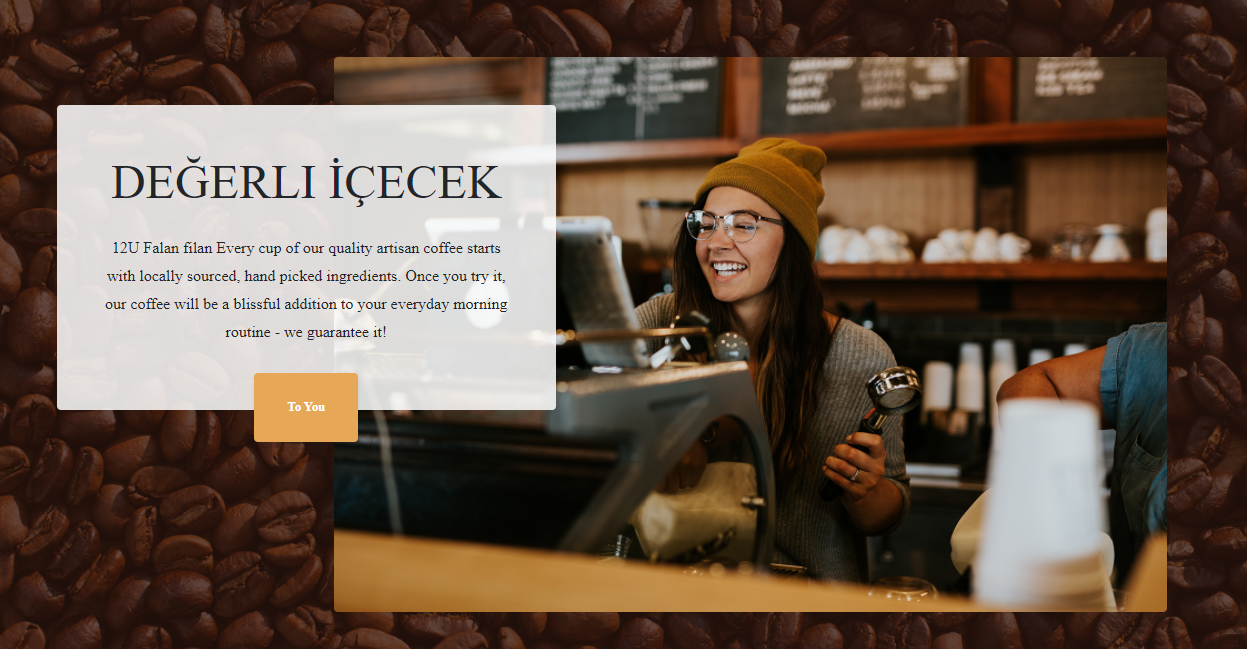 DEĞERLI İÇECEK
12U Falan filan Every cup of our quality artisan coffee starts
with locally sourced, hand picked ingredients. Once you try it,
our coffee will be a blissful addition to your everyday morning
routine - we guarantee it!
To You